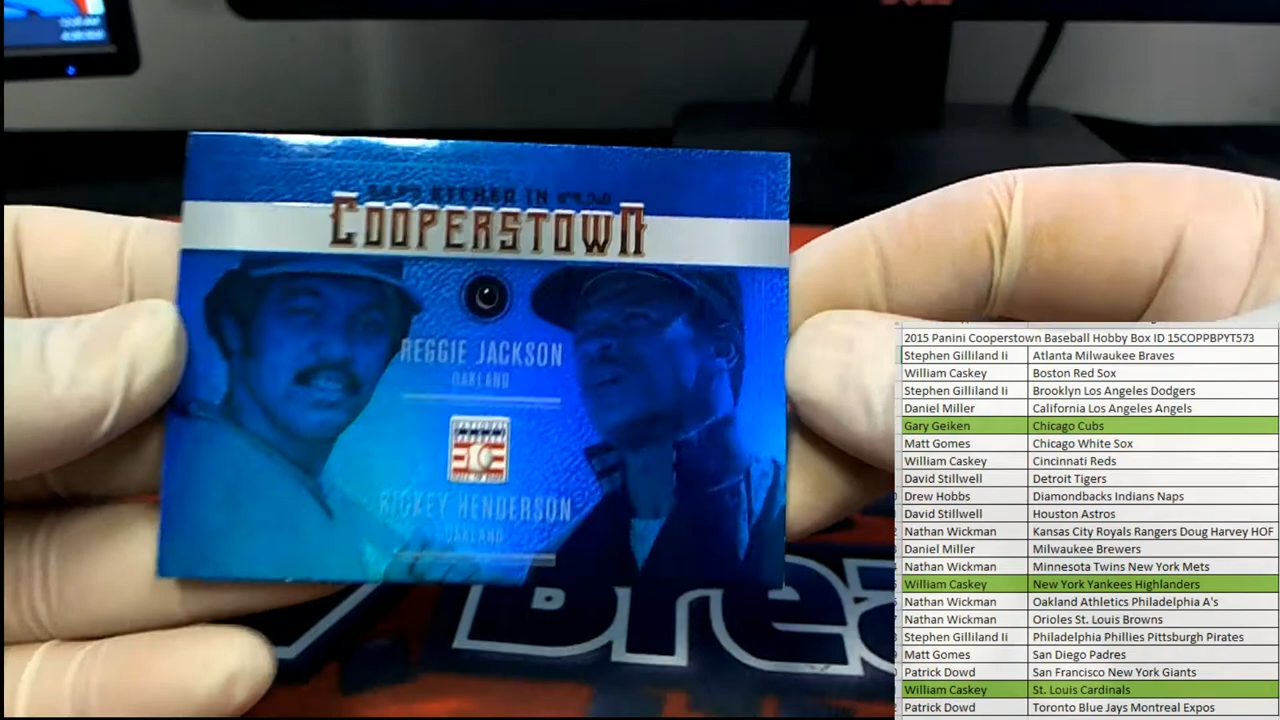 ETCHED IN
COOPERSTOWN
REGGIE JACKSON
OAKLAND
RICKEY HENDERSON
OAKLAND
Brea
2015 Panini Cooperstown Baseball Hobby Box ID 15COPPBPYT573
Stephen Gilliland Ii Atlanta Milwaukee Braves
William Caskey Boston Red Sox
Stephen Gilliland Ii Brooklyn Los Angeles Dodgers
Daniel Miller California Los Angeles Angels
Gary Geiken Chicago Cubs
Matt Gomes Chicago White Sox
William Caskey Cincinnati Reds
David Stillwell Detroit Tigers
Drew Hobbs Diamondbacks Indians Naps
David Stillwell Houston Astros
Nathan Wickman Kansas City Royals Rangers Doug Harvey HOF
Daniel Miller Milwaukee Brewers
Nathan Wickman Minnesota Twins New York Mets
William Caskey New York Yankees Highlanders
Nathan Wickman Oakland Athletics Philadelphia A's
Nathan Wickman Orioles St. Louis Browns
Stephen Gilliland Ii Philadelphia Phillies Pittsburgh Pirates
Matt Gomes San Diego Padres
Patrick Dowd San Francisco New York Giants
William Caskey St. Louis Cardinals
Patrick Dowd Toronto Blue Jays Montreal Expos